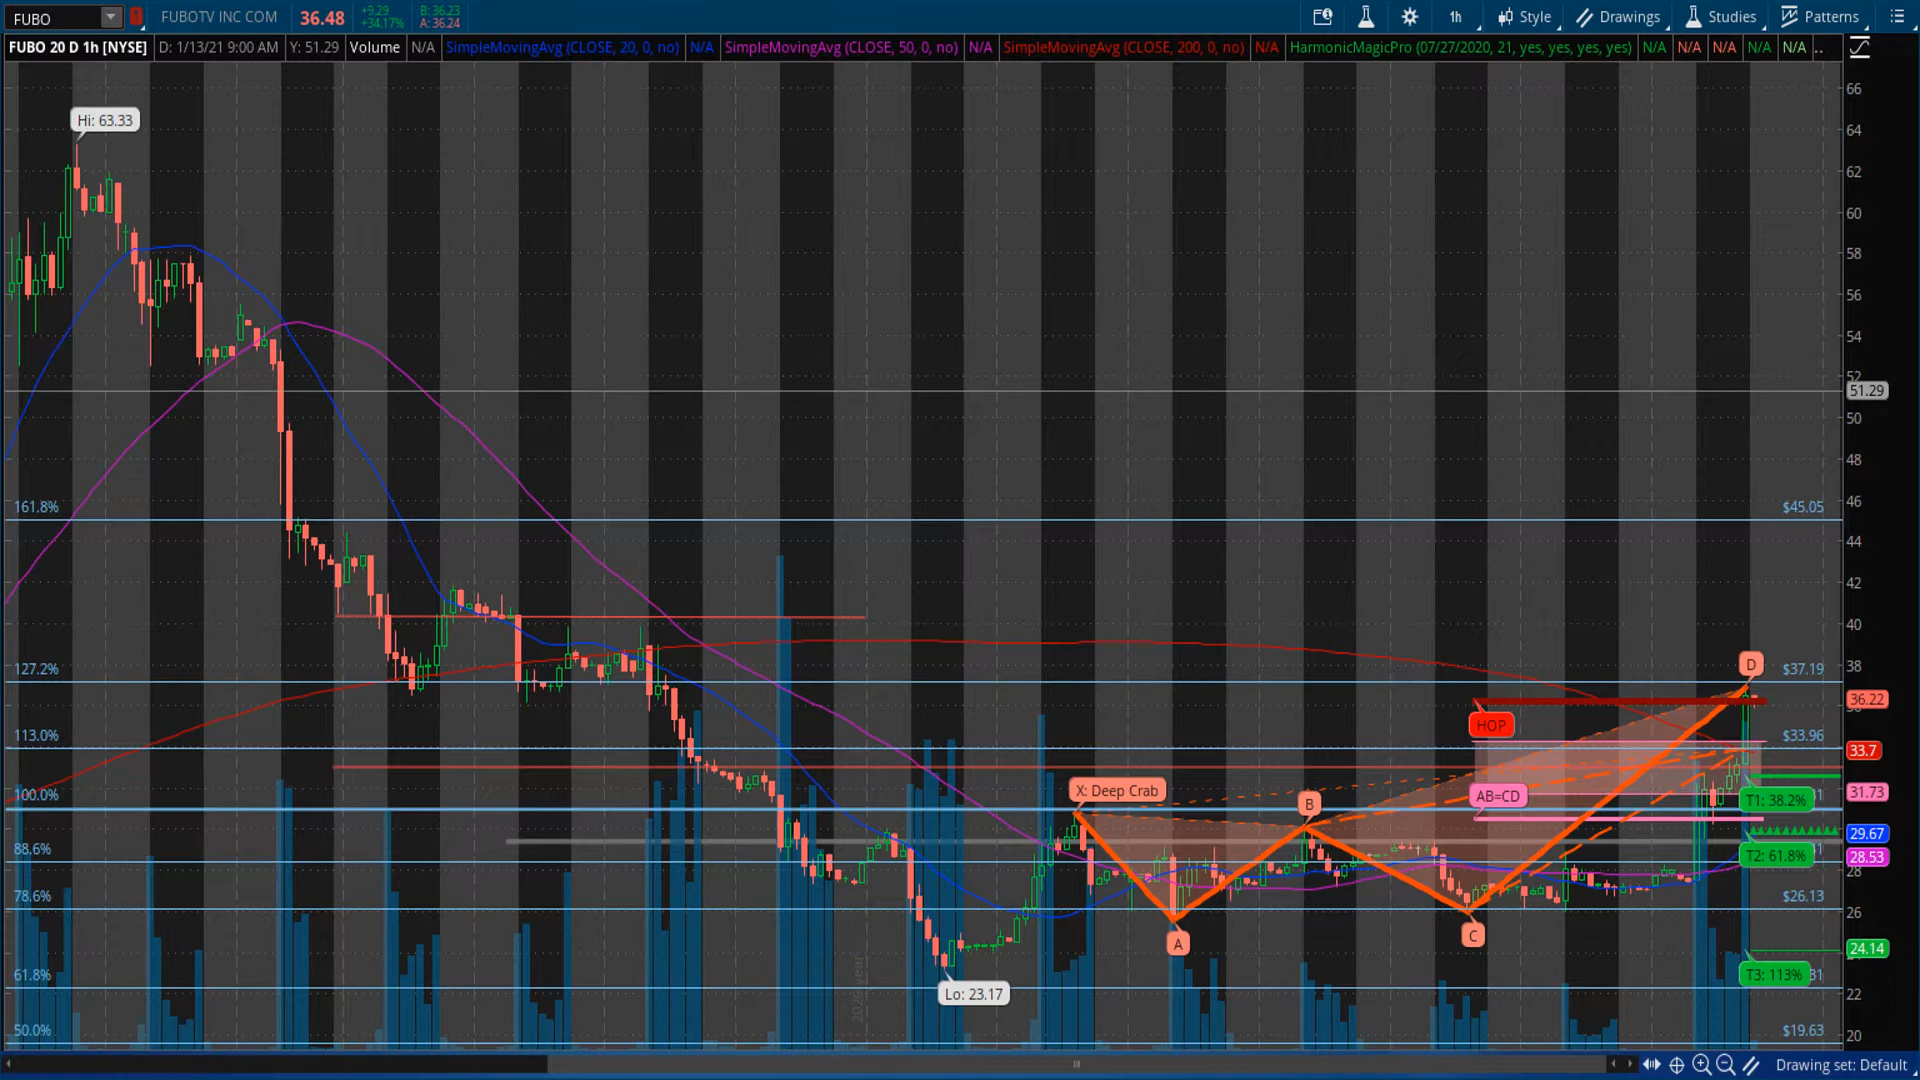 FUBO FUBOTV INC COM 36.48 +9.29 +34.17% B: 36.23 A: 36.24 1h Style Drawings Studies Patterns
FUBO 20 D 1h [NYSE] D: 1/13/21 9:00 AM Y: 51.29 Volume N/A SimpleMovingAvg (CLOSE, 20, 0, no) N/A SimpleMovingAvg (CLOSE, 50, 0, no) N/A SimpleMovingAvg (CLOSE, 200, 0, no) N/A HarmonicMagicPro (07/27/2020, 21, yes, yes, yes, yes) N/A N/A N/A N/A N/A ..
66
Hi: 63.33
64
62
60
58
56
54
52
51.29
50
48
46
161.8% $45.05
44
42
40
D
127.2% $37.19 38
36.22
HOP
113.0% $33.96
33.7
X: Deep Crab
100.0% AB=CD T1: 38.2% 31.73
B
29.67
88.6% T2: 61.8% 28.53
28
78.6% $26.13
26
A C
24.14
61.8% T3: 113% 31
Lo: 23.17 22
50.0% $19.63
20
Drawing set: Default